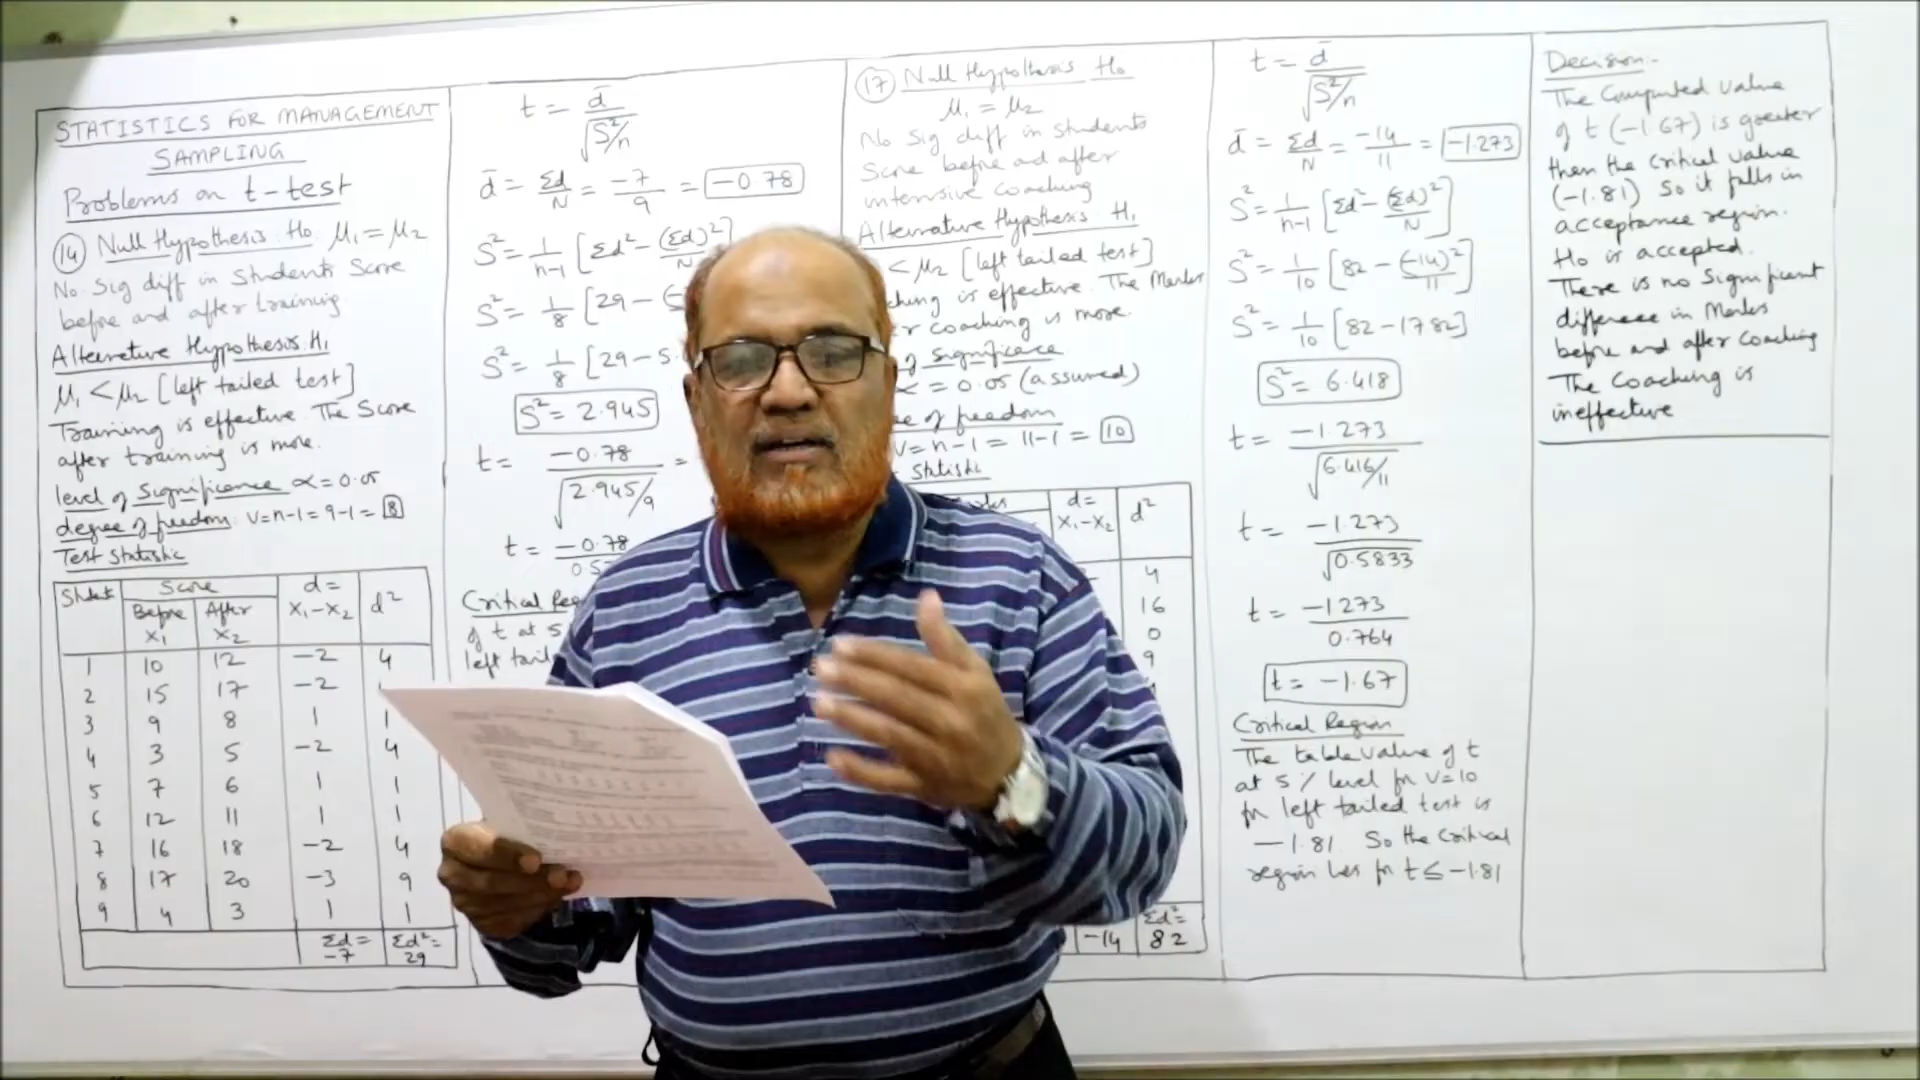 STATISTICS FOR MANAGEMENT
SAMPLING
Problems on t-test
14 Null Hypothesis: H₀ μ₁ = μ₂
No Sig diff in Students Score
before and after training
Alternative Hypothesis: H₁
μ₁ < μ₂ [left tailed test]
Training is effective. The Score
after training is more.
level of Significance α = 0.05
degree of freedom: v = n-1 = 9-1 = 8
Test Statistic
Score
Before After d =
X₁ X₂ X₁-X₂ d²
1 10 12 -2 4
2 15 17 -2
3 9 8 1 1
4 3 5 -2 4
5 7 6 1 1
6 12 11 1 1
7 16 18 -2 4
8 17 20 -3 9
9 4 3 1 1
Σd = -7 Σd² = 29
t = d̄ / √(S²/n)
d̄ = Σd/N = -7/9 = -0.78
S² = 1/(n-1) [Σd² - (Σd)²/N]
S² = 1/8 [29 -
S² = 1/8 [29 - 5.
S² = 2.945
t = -0.78 / √(2.945/9) =
t = -0.78
Critical
of t at 5
left
17 Null Hypothesis H₀
μ₁ = μ₂
No Sig diff in students
Score before and after
intensive coaching
Alternative Hypothesis: H₁
< μ₂ [left tailed test]
is effective. The Marks
coaching is more.
of significance
α = 0.05 (assumed)
of freedom
v = n-1 = 11-1 = 10
d = X₁-X₂ d²
4
16
0
9
-14 Σd² = 82
t = d̄ / √(S²/n)
d̄ = Σd/N = -14/11 = -1.273
S² = 1/(n-1) [Σd² - (Σd)²/N]
S² = 1/10 [82 - (-14)²/11]
S² = 1/10 [82 - 17.82]
S² = 6.418
t = -1.273 / √(6.416/11)
t = -1.273 / √0.5833
t = -1.273 / 0.764
t = -1.67
Critical Region
The table value of t
at 5% level for v=10
for left tailed test is
-1.81 So the Critical
region lies for t ≤ -1.81
Decision:-
The Computed value
of t (-1.67) is greater
then the Critical value
(-1.81) So it falls in
acceptance region.
H₀ is accepted.
There is no Significant
difference in Marks
before and after Coaching
The Coaching is
ineffective